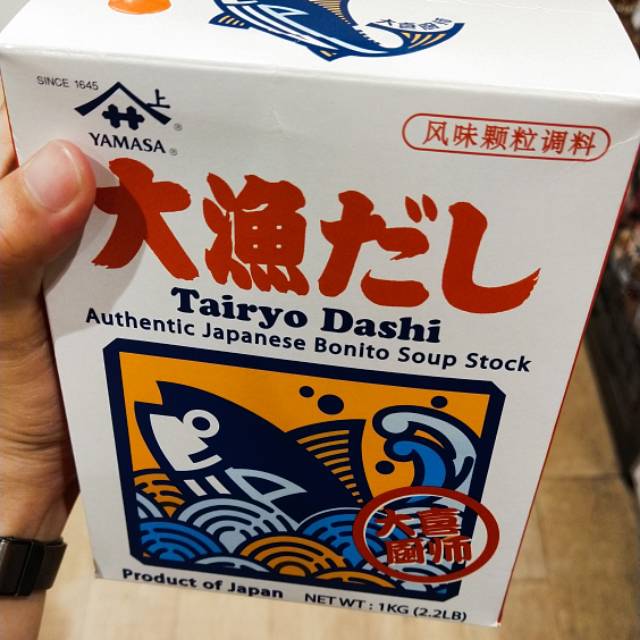 SINCE 1645
上
YAMASA
风味颗粒调料
大漁だし
Tairyo Dashi
Authentic Japanese Bonito Soup Stock
大喜
厨师
Product of Japan
NET WT : 1KG (2.2LB)